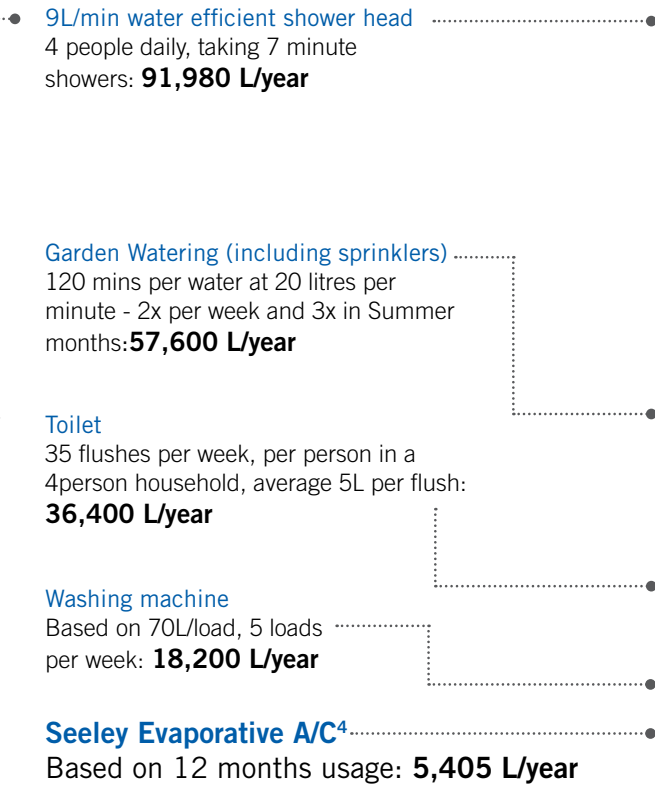 9L/min water efficient shower head
4 people daily, taking 7 minute
showers: 91,980 L/year
Garden Watering (including sprinklers)
120 mins per water at 20 litres per
minute - 2x per week and 3x in Summer
months:57,600 L/year
Toilet
35 flushes per week, per person in a
4person household, average 5L per flush:
36,400 L/year
Washing machine
Based on 70L/load, 5 loads
per week: 18,200 L/year
Seeley Evaporative A/C⁴
Based on 12 months usage: 5,405 L/year